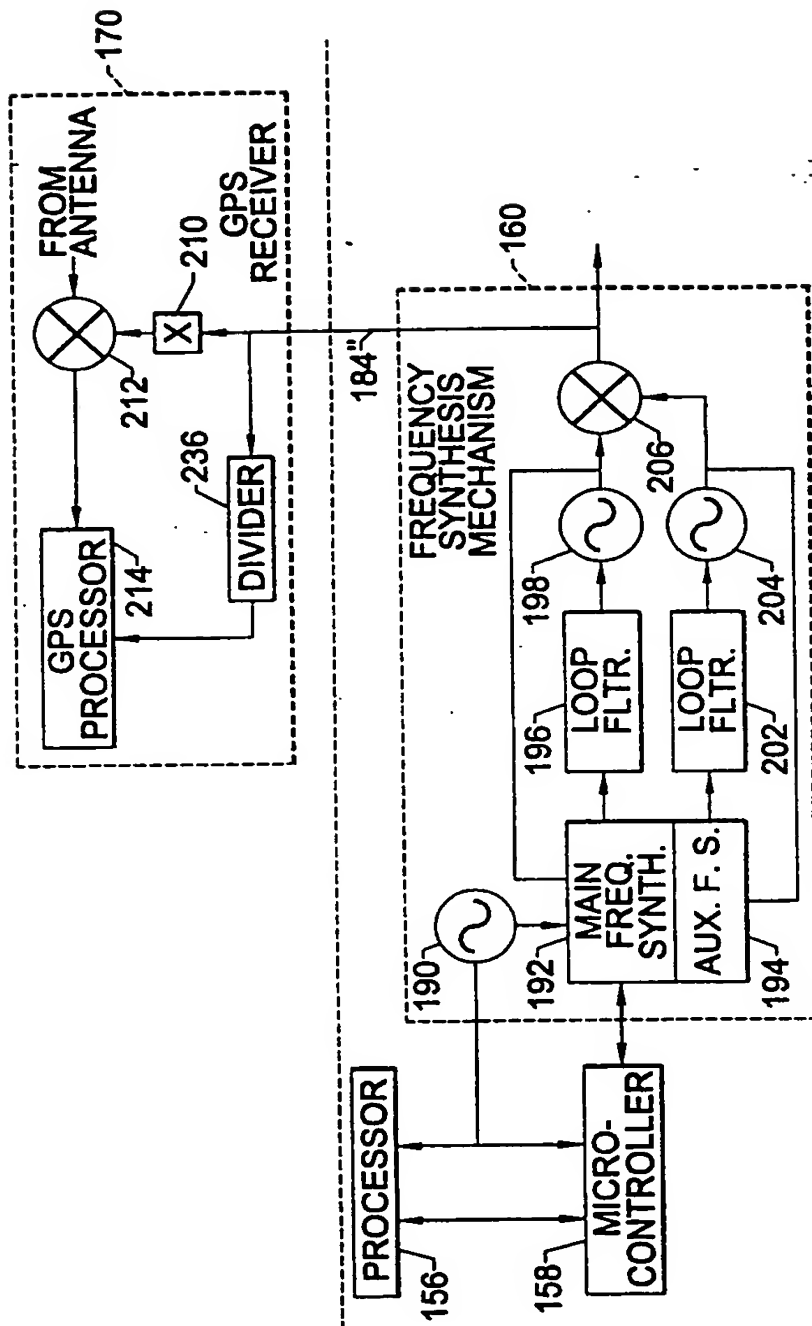 170
FROM
ANTENNA
GPS
RECEIVER
210
X
212
GPS
PROCESSOR
214
236
DIVIDER
184"
160
FREQUENCY
SYNTHESIS
MECHANISM
206
198
204
196
LOOP
FLTR.
LOOP
FLTR.
202
190
192
MAIN
FREQ.
SYNTH.
AUX. F. S.
194
PROCESSOR
156
MICRO-
CONTROLLER
158